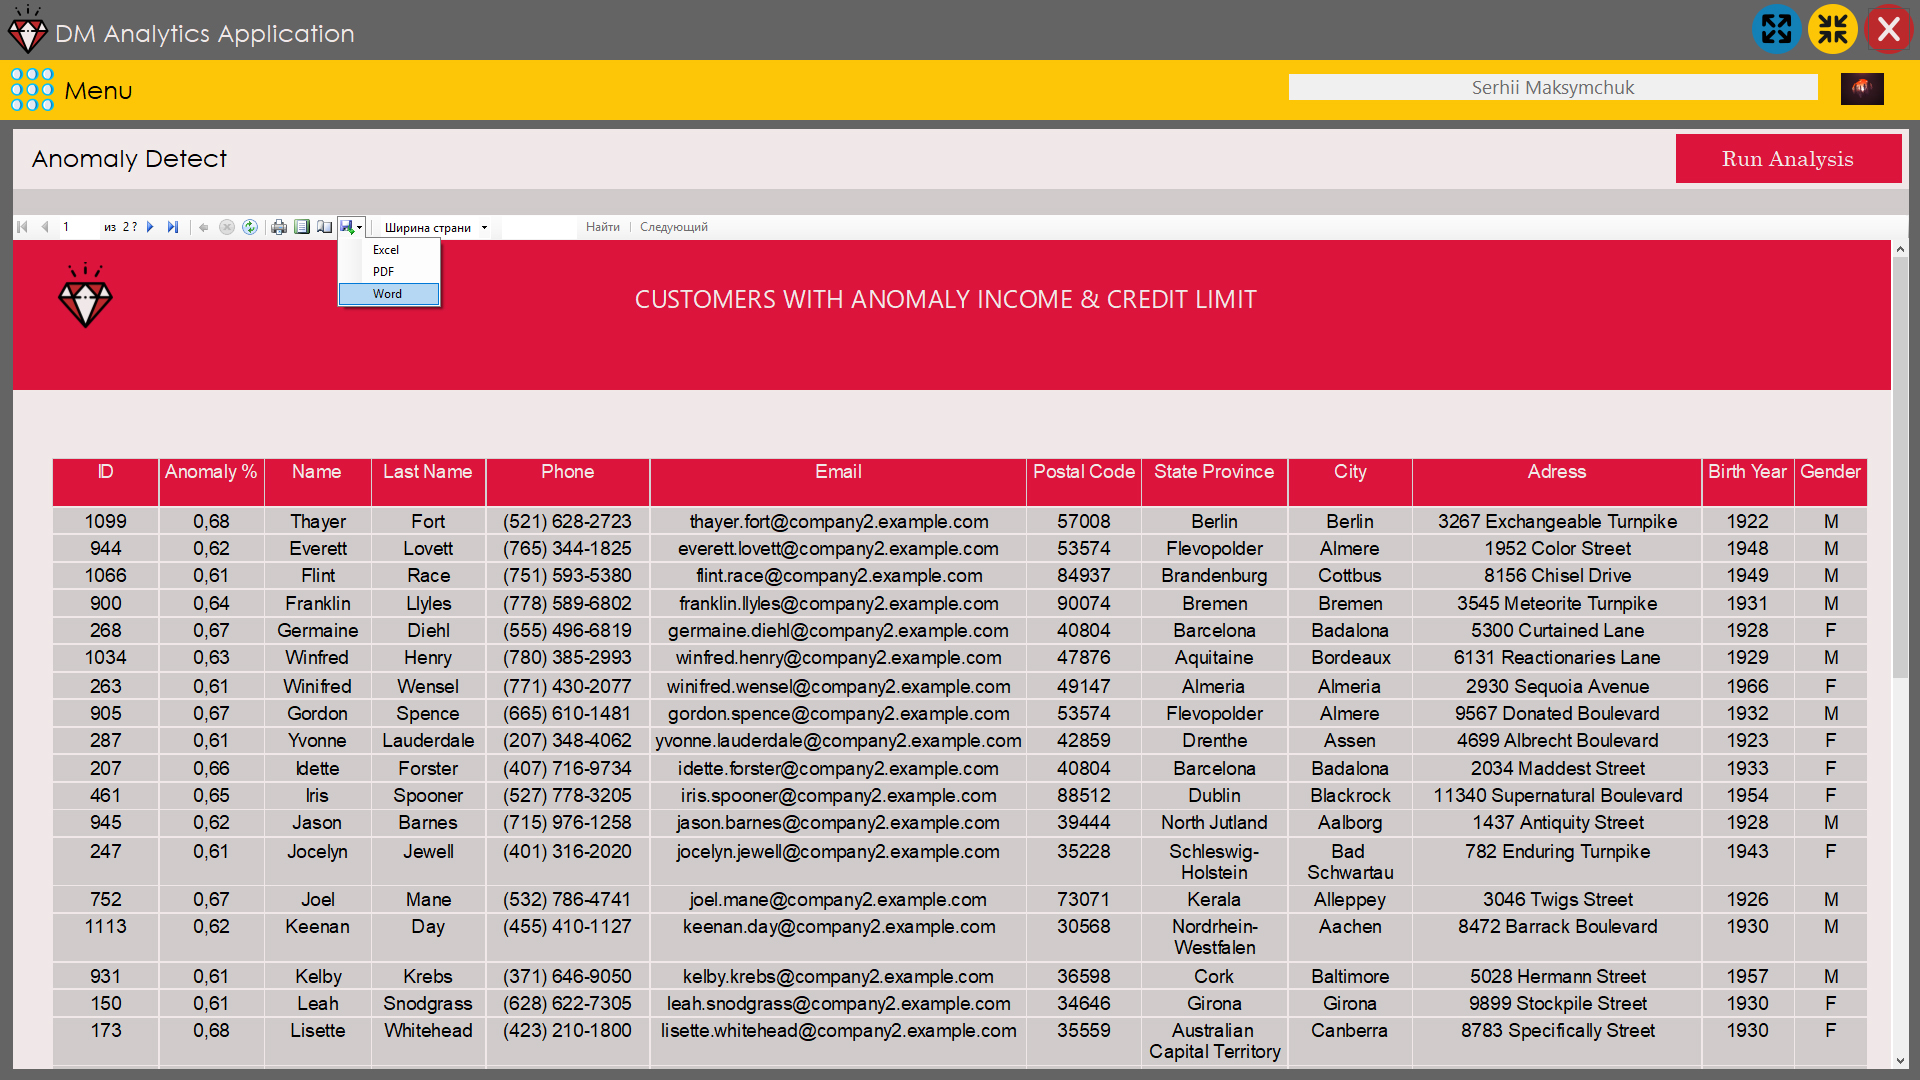 DM Analytics Application
Menu
Serhii Maksymchuk
Anomaly Detect
Run Analysis
1 из 2 ? Ширина страни Найти | Следующий
Excel
PDF
Word
CUSTOMERS WITH ANOMALY INCOME & CREDIT LIMIT
ID Anomaly % Name Last Name Phone Email Postal Code State Province City Adress Birth Year Gender
1099 0,68 Thayer Fort (521) 628-2723 thayer.fort@company2.example.com 57008 Berlin Berlin 3267 Exchangeable Turnpike 1922 M
944 0,62 Everett Lovett (765) 344-1825 everett.lovett@company2.example.com 53574 Flevopolder Almere 1952 Color Street 1948 M
1066 0,61 Flint Race (751) 593-5380 flint.race@company2.example.com 84937 Brandenburg Cottbus 8156 Chisel Drive 1949 M
900 0,64 Franklin Llyles (778) 589-6802 franklin.llyles@company2.example.com 90074 Bremen Bremen 3545 Meteorite Turnpike 1931 M
268 0,67 Germaine Diehl (555) 496-6819 germaine.diehl@company2.example.com 40804 Barcelona Badalona 5300 Curtained Lane 1928 F
1034 0,63 Winfred Henry (780) 385-2993 winfred.henry@company2.example.com 47876 Aquitaine Bordeaux 6131 Reactionaries Lane 1929 M
263 0,61 Winifred Wensel (771) 430-2077 winifred.wensel@company2.example.com 49147 Almeria Almeria 2930 Sequoia Avenue 1966 F
905 0,67 Gordon Spence (665) 610-1481 gordon.spence@company2.example.com 53574 Flevopolder Almere 9567 Donated Boulevard 1932 M
287 0,61 Yvonne Lauderdale (207) 348-4062 yvonne.lauderdale@company2.example.com 42859 Drenthe Assen 4699 Albrecht Boulevard 1923 F
207 0,66 Idette Forster (407) 716-9734 idette.forster@company2.example.com 40804 Barcelona Badalona 2034 Maddest Street 1933 F
461 0,65 Iris Spooner (527) 778-3205 iris.spooner@company2.example.com 88512 Dublin Blackrock 11340 Supernatural Boulevard 1954 F
945 0,62 Jason Barnes (715) 976-1258 jason.barnes@company2.example.com 39444 North Jutland Aalborg 1437 Antiquity Street 1928 M
247 0,61 Jocelyn Jewell (401) 316-2020 jocelyn.jewell@company2.example.com 35228 Schleswig- Bad 782 Enduring Turnpike 1943 F
Holstein Schwartau
752 0,67 Joel Mane (532) 786-4741 joel.mane@company2.example.com 73071 Kerala Alleppey 3046 Twigs Street 1926 M
1113 0,62 Keenan Day (455) 410-1127 keenan.day@company2.example.com 30568 Nordrhein- Aachen 8472 Barrack Boulevard 1930 M
Westfalen
931 0,61 Kelby Krebs (371) 646-9050 kelby.krebs@company2.example.com 36598 Cork Baltimore 5028 Hermann Street 1957 M
150 0,61 Leah Snodgrass (628) 622-7305 leah.snodgrass@company2.example.com 34646 Girona Girona 9899 Stockpile Street 1930 F
173 0,68 Lisette Whitehead (423) 210-1800 lisette.whitehead@company2.example.com 35559 Australian Canberra 8783 Specifically Street 1930 F
Capital Territory